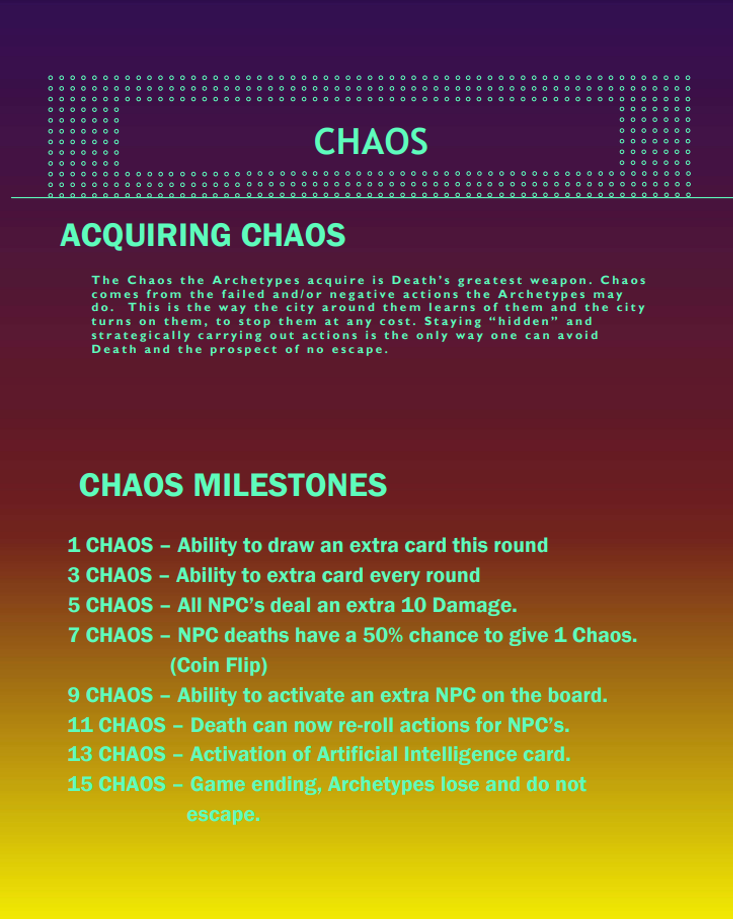 CHAOS
ACQUIRING CHAOS
The Chaos the Archetypes acquire is Death's greatest weapon. Chaos
comes from the failed and/or negative actions the Archetypes may
do.  This is the way the city around them learns of them and the city
turns on them, to stop them at any cost. Staying “hidden” and
strategically carrying out actions is the only way one can avoid
Death and the prospect of no escape.
CHAOS MILESTONES
1 CHAOS – Ability to draw an extra card this round
3 CHAOS – Ability to extra card every round
5 CHAOS – All NPC’s deal an extra 10 Damage.
7 CHAOS – NPC deaths have a 50% chance to give 1 Chaos.
(Coin Flip)
9 CHAOS – Ability to activate an extra NPC on the board.
11 CHAOS – Death can now re-roll actions for NPC’s.
13 CHAOS – Activation of Artificial Intelligence card.
15 CHAOS – Game ending, Archetypes lose and do not
escape.